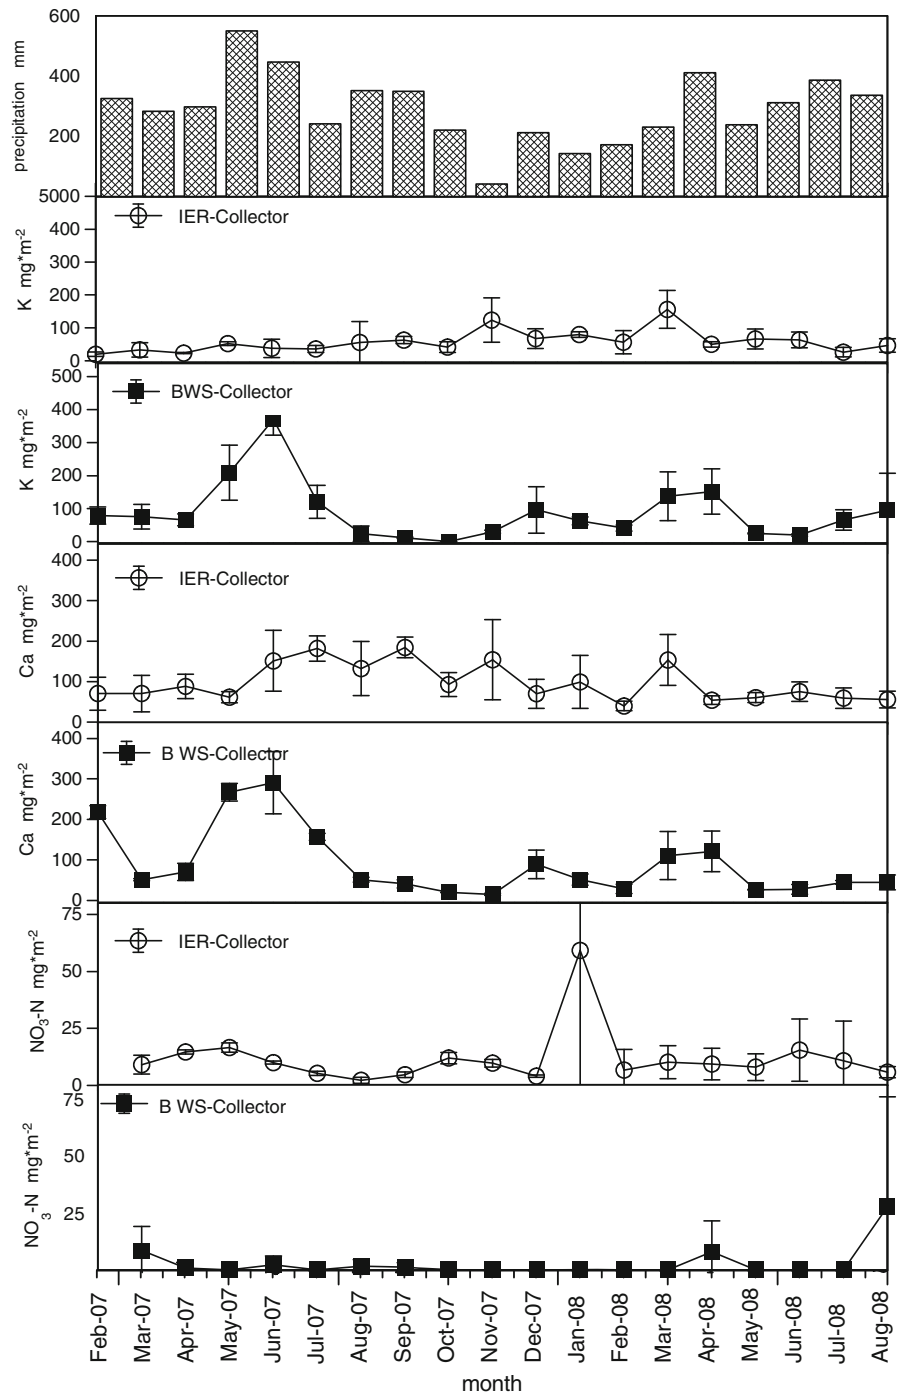 600
400
200
precipitation mm
5000
IER-Collector
400
300
200
100
0
K mg*m-2
500
BWS-Collector
400
300
200
100
0
K mg*m-2
400
IER-Collector
300
200
100
0
Ca mg*m-2
400
B WS-Collector
300
200
100
0
Ca mg*m-2
75
IER-Collector
50
25
0
NO3-N mg*m-2
75
B WS-Collector
50
25
NO3-N mg*m-2
Feb-07
Mar-07
Apr-07
May-07
Jun-07
Jul-07
Aug-07
Sep-07
Oct-07
Nov-07
Dec-07
Jan-08
Feb-08
Mar-08
Apr-08
May-08
Jun-08
Jul-08
Aug-08
month